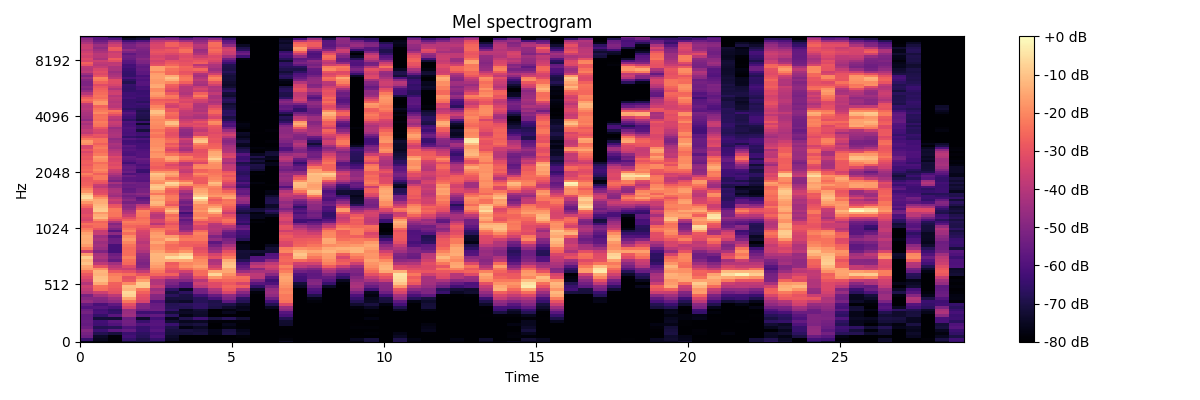 Mel spectrogram
Hz
8192
4096
2048
1024
512
0
0 5 10 15 20 25
Time
+0 dB
-10 dB
-20 dB
-30 dB
-40 dB
-50 dB
-60 dB
-70 dB
-80 dB